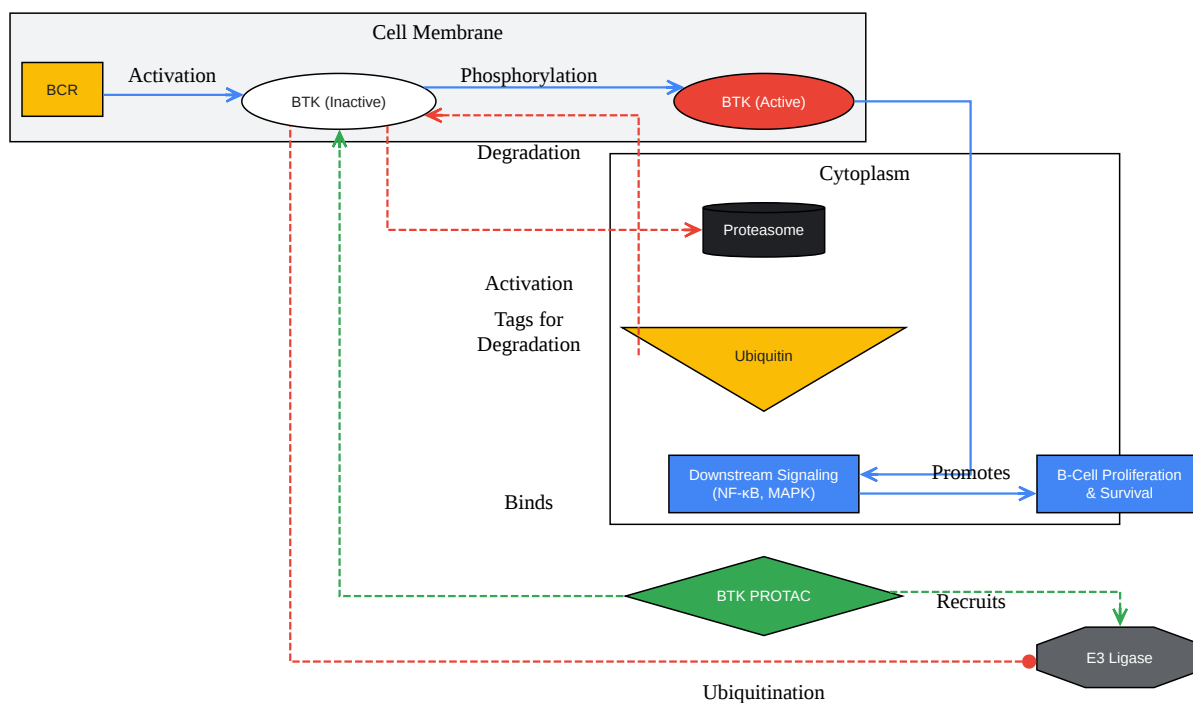 Cell Membrane
Activation
Phosphorylation
BCR
BTK (Inactive)
BTK (Active)
Degradation
Cytoplasm
Proteasome
Activation
Tags for
Degradation
Ubiquitin
Downstream Signaling
(NF-κB, MAPK)
Promotes
B-Cell Proliferation
& Survival
Binds
BTK PROTAC
Recruits
E3 Ligase
Ubiquitination